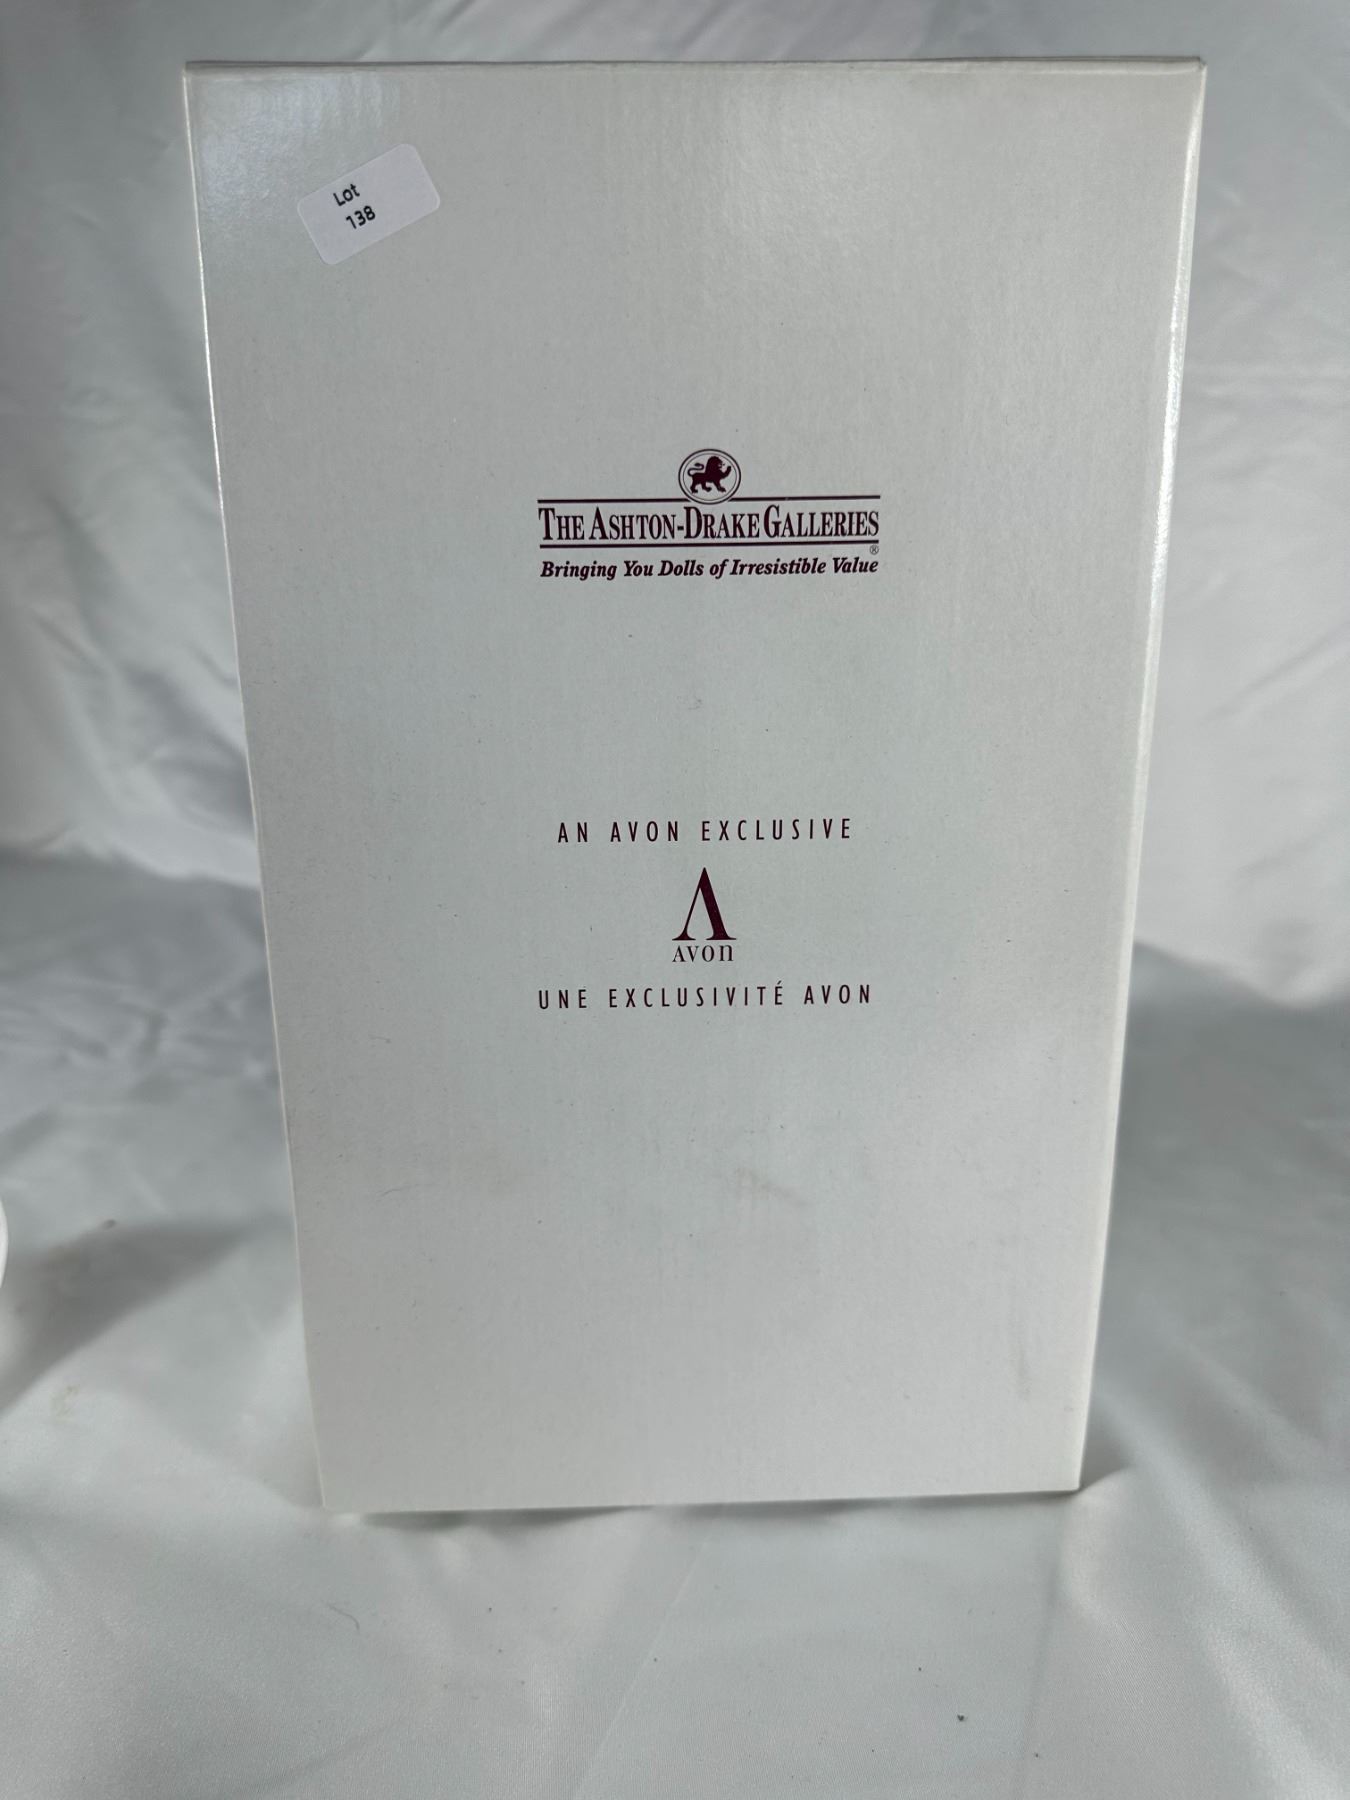 Lot
138
THE ASHTON-DRAKE GALLERIES
®
Bringing You Dolls of Irresistible Value
AN AVON EXCLUSIVE
A
AVON
UNE EXCLUSIVITÉ AVON